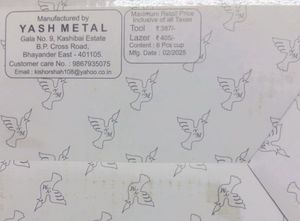 Manufactured by
YASH METAL
Gala No. 9, Kashibai Estate
B.P. Cross Road,
Bhayander East - 401105.
Customer care No. : 9867935075
Email : kishorshah108@yahoo.co.in
Maximum Retail Price
Inclusive of all Taxes
Tool ₹387/-
Lazer ₹405/-
Content : 6 Pcs cup
Mfg. Date : 02/2025